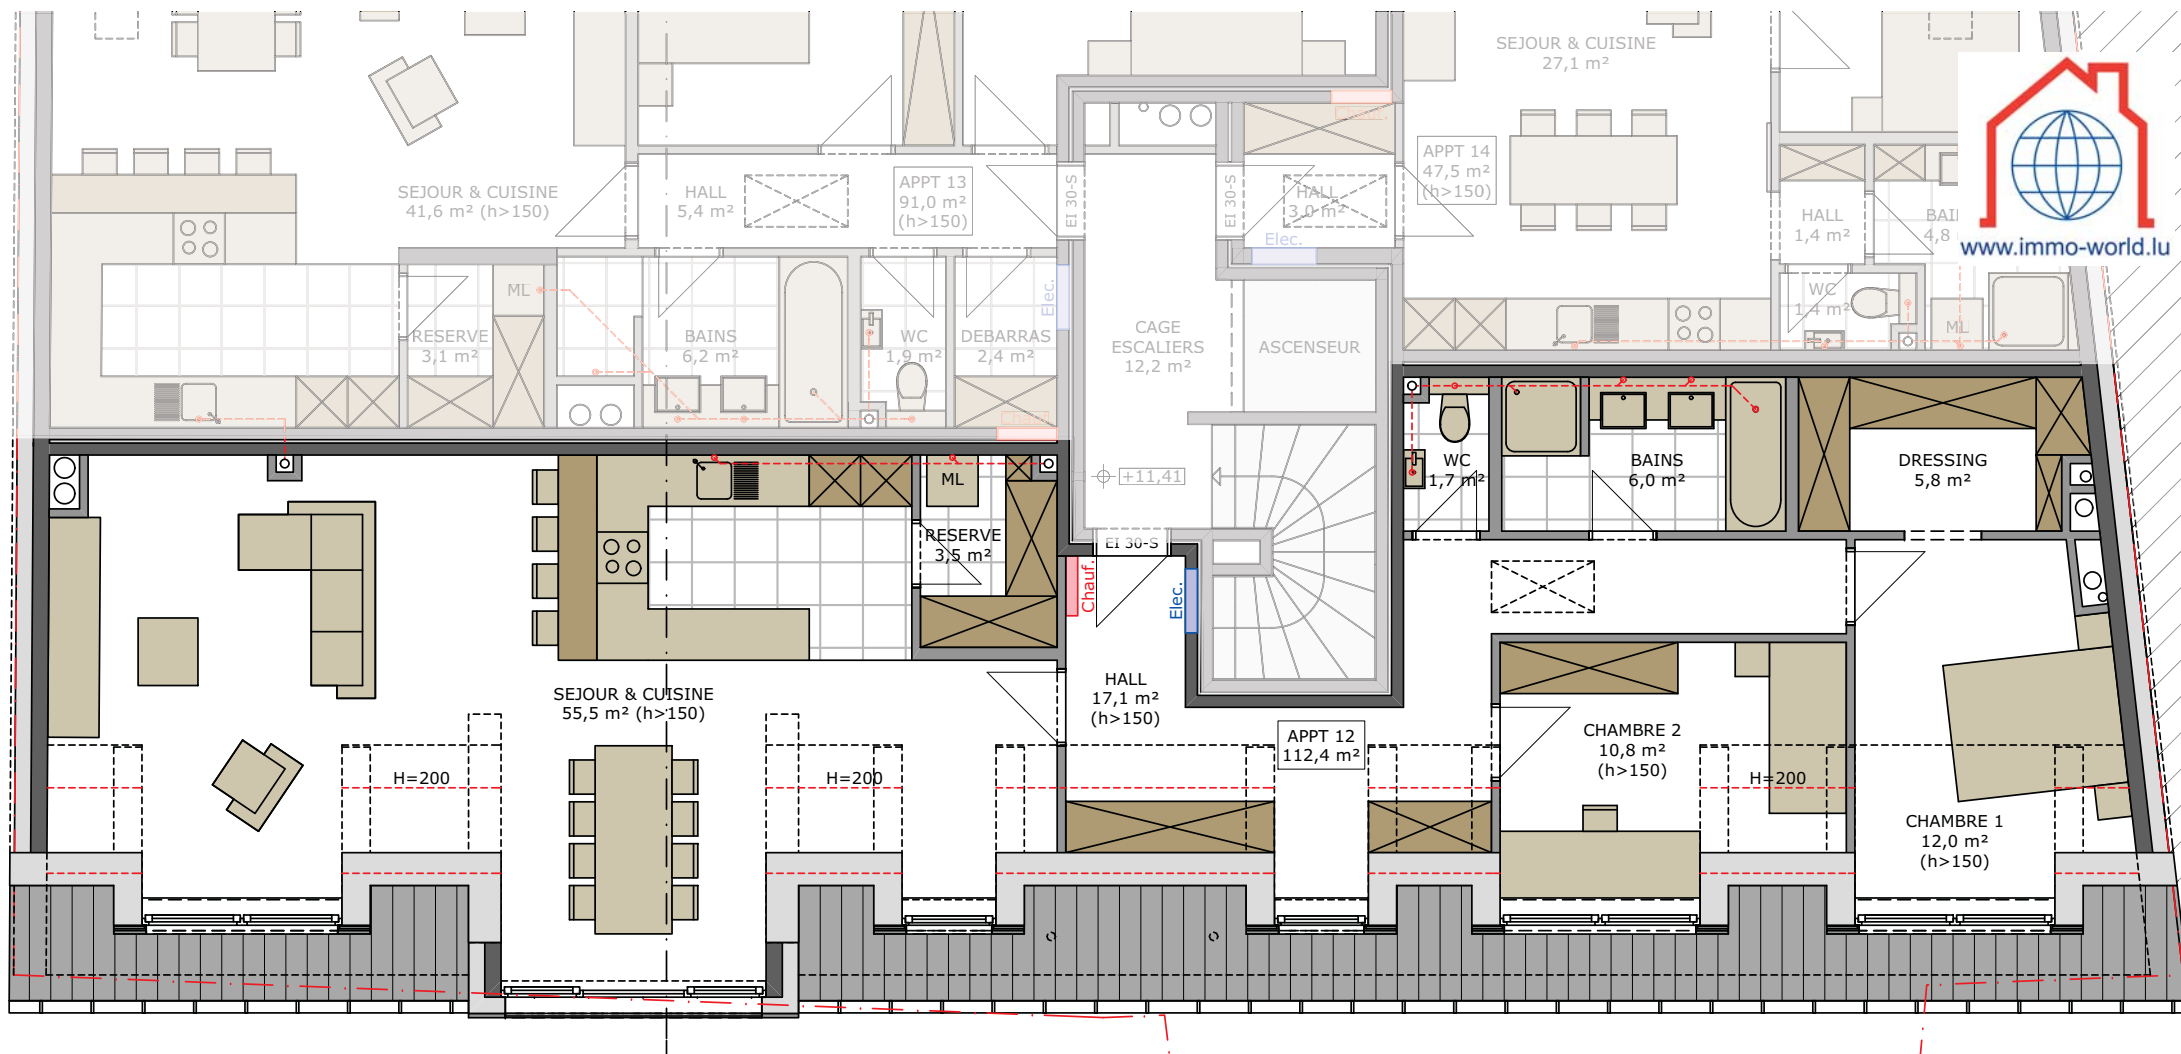 SEJOUR & CUISINE
27,1 m²
www.immo-world.lu
SEJOUR & CUISINE
41,6 m² (h>150)
HALL
5,4 m²
APPT 13
91,0 m²
(h>150)
EI 30-S
EI 30-S
Chauf.
HALL
3,0 m²
APPT 14
47,5 m²
(h>150)
Elec.
HALL
1,4 m²
BAI
4,8
ML
RESERVE
3,1 m²
BAINS
6,2 m²
WC
1,9 m²
DEBARRAS
2,4 m²
Elec.
CAGE
ESCALIERS
12,2 m²
ASCENSEUR
WC
1,4 m²
ML
Chauf.
+11,41
ML
RESERVE
3,5 m²
EI 30-S
Chauf.
Elec.
WC
1,7 m²
BAINS
6,0 m²
DRESSING
5,8 m²
SEJOUR & CUISINE
55,5 m² (h>150)
HALL
17,1 m²
(h>150)
APPT 12
112,4 m²
CHAMBRE 2
10,8 m²
(h>150)
H=200
H=200
H=200
CHAMBRE 1
12,0 m²
(h>150)